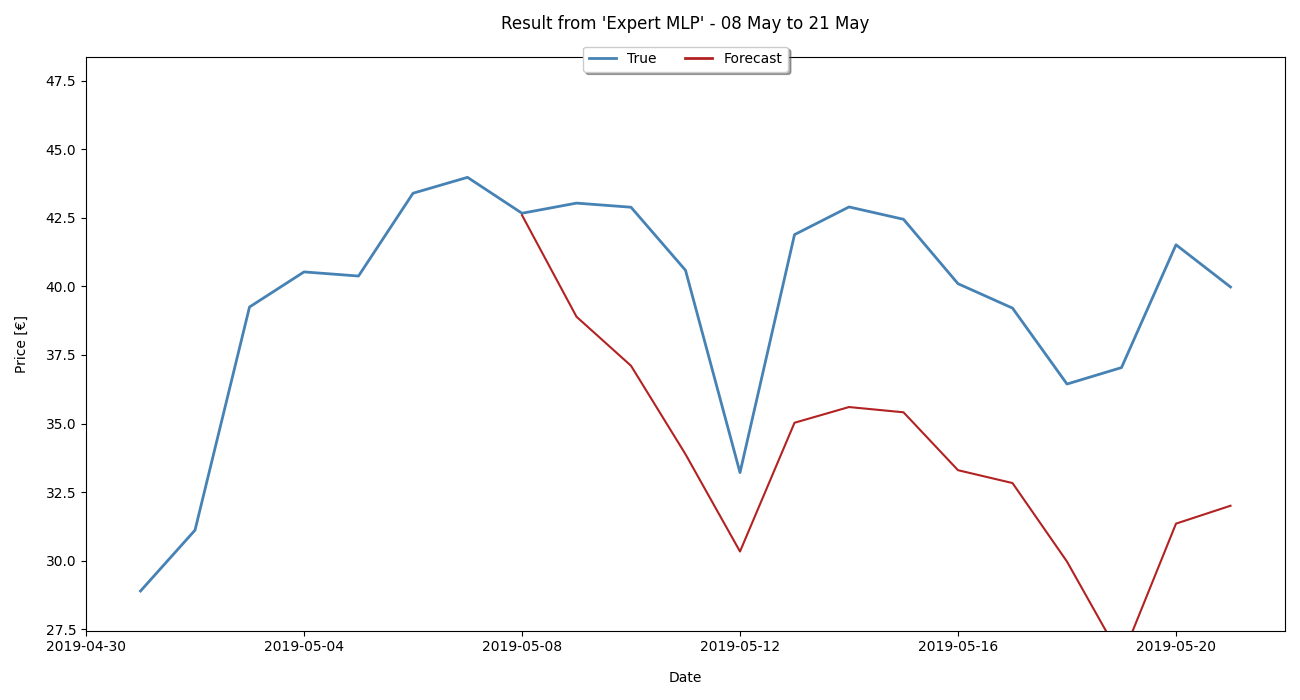 Result from 'Expert MLP' - 08 May to 21 May
True Forecast
47.5
45.0
42.5
40.0
37.5
35.0
32.5
30.0
27.5
Price [€]
2019-04-30 2019-05-04 2019-05-08 2019-05-12 2019-05-16 2019-05-20
Date